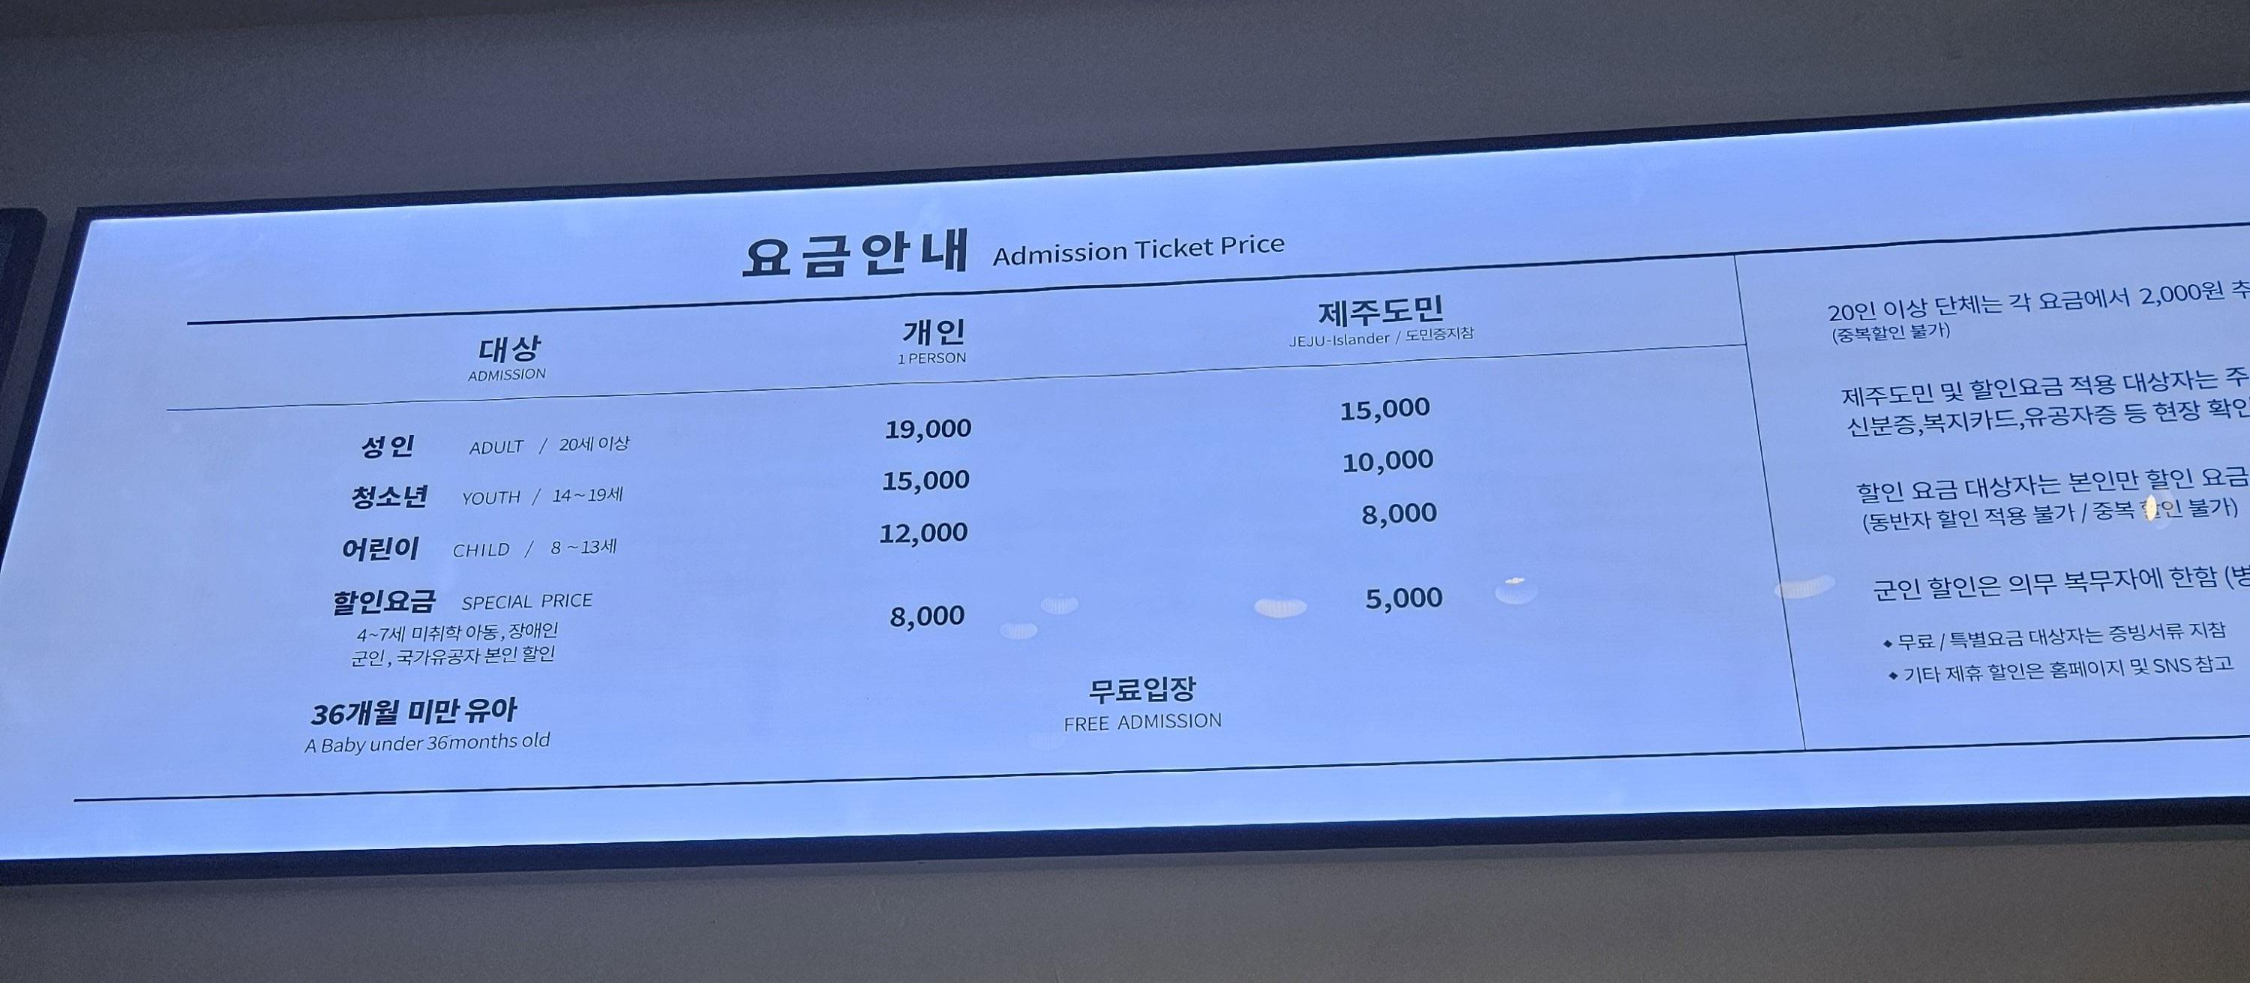 요금안내 Admission Ticket Price
대상 개인 제주도민
ADMISSION 1 PERSON JEJU-Islander / 도민증지참
성인 ADULT / 20세 이상 19,000 15,000
청소년 YOUTH / 14~19세 15,000 10,000
어린이 CHILD / 8 ~13세 12,000 8,000
할인요금 SPECIAL PRICE 8,000 5,000
4~7세 미취학 아동, 장애인
군인, 국가유공자 본인 할인
36개월 미만 유아 무료입장
A Baby under 36months old FREE ADMISSION
20인 이상 단체는 각 요금에서 2,000원
(중복할인 불가)
제주도민 및 할인요금 적용 대상자는
신분증,복지카드,유공자증 등 현장
할인 요금 대상자는 본인만 할인 요금
(동반자 할인 적용 불가 / 중복 할인 불가)
군인 할인은 의무 복무자에 한함
◆ 무료 / 특별요금 대상자는 증빙서류 지참
◆ 기타 제휴 할인은 홈페이지 및 SNS 참고